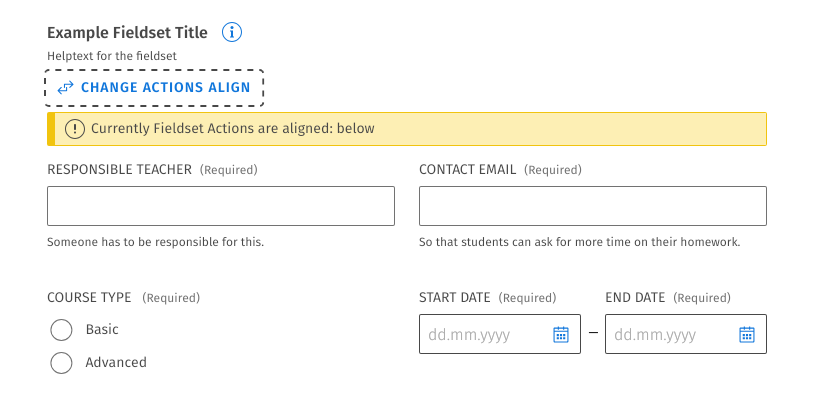 Example Fieldset Title
Helptext for the fieldset
CHANGE ACTIONS ALIGN
Currently Fieldset Actions are aligned: below
RESPONSIBLE TEACHER (Required)
CONTACT EMAIL (Required)
Someone has to be responsible for this.
So that students can ask for more time on their homework.
COURSE TYPE (Required)
START DATE (Required)
END DATE (Required)
Basic
dd.mm.yyyy – dd.mm.yyyy
Advanced